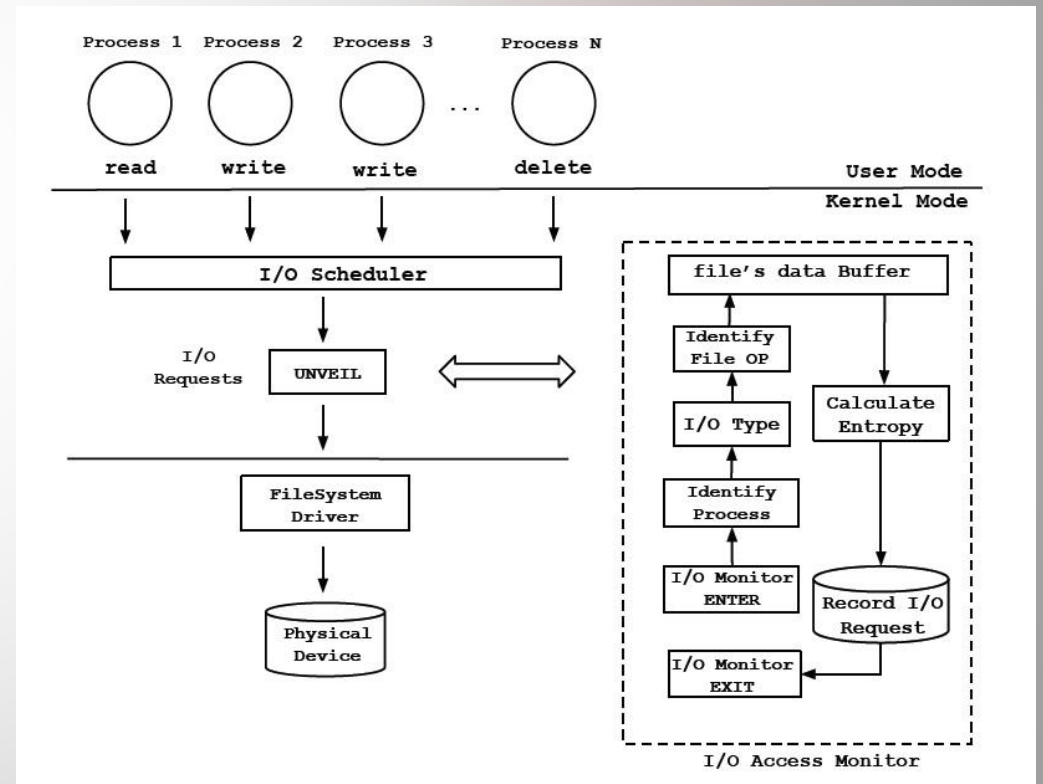 Process 1 Process 2 Process 3 Process N
...
read write write delete
User Mode
Kernel Mode
I/O Scheduler
I/O
Requests
UNVEIL
FileSystem
Driver
Physical
Device
file's data Buffer
Identify
File OP
I/O Type
Identify
Process
I/O Monitor
ENTER
Calculate
Entropy
Record I/O
Request
I/O Monitor
EXIT
I/O Access Monitor